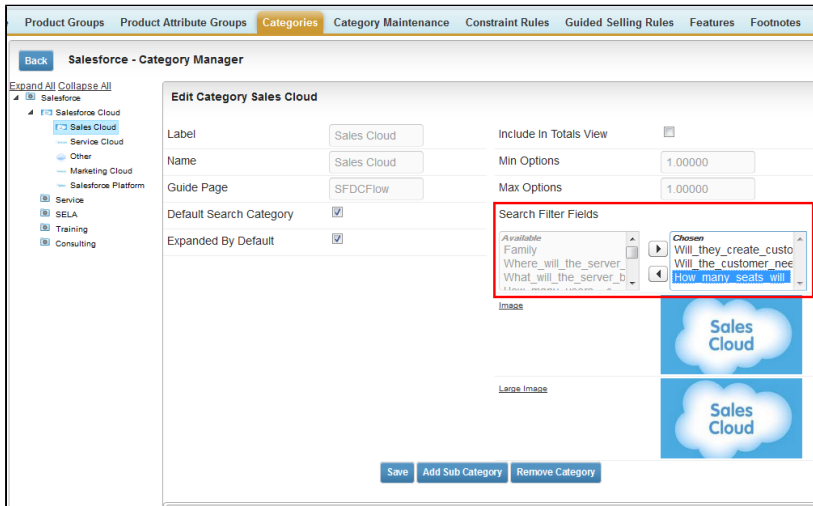 Product Groups Product Attribute Groups Categories Category Maintenance Constraint Rules Guided Selling Rules Features Footnotes
Back Salesforce - Category Manager
Expand All Collapse All
Salesforce
Salesforce Cloud
Sales Cloud
Service Cloud
Other
Marketing Cloud
Salesforce Platform
Service
SELA
Training
Consulting
Edit Category Sales Cloud
Label Sales Cloud
Name Sales Cloud
Guide Page SFDCFlow
Default Search Category
Expanded By Default
Include In Totals View
Min Options 1.00000
Max Options 1.00000
Search Filter Fields
Available
Family
Where_will_the_server_
What_will_the_server_b
Chosen
Will_they_create_custo
Will_the_customer_nee
How_many_seats_will_
Image
Sales
Cloud
Large Image
Sales
Cloud
Save Add Sub Category Remove Category